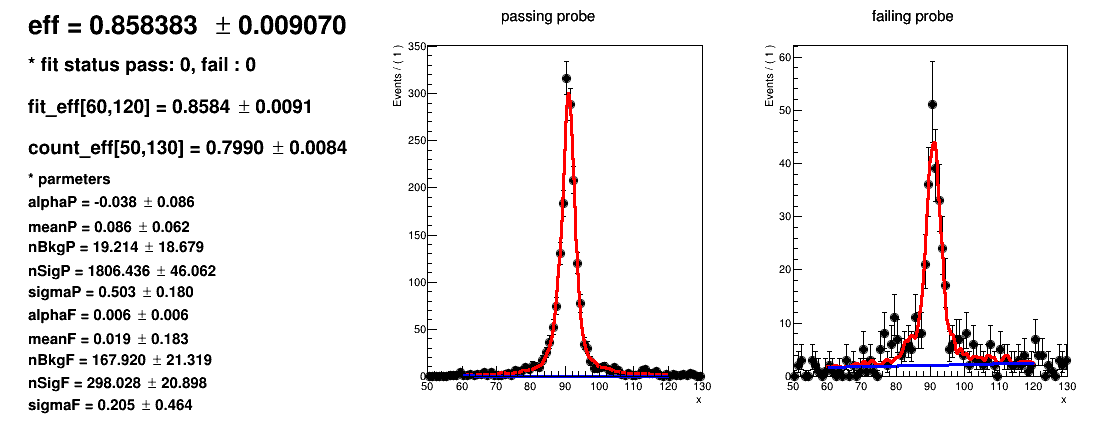 eff = 0.858383 ± 0.009070
* fit status pass: 0, fail : 0
fit_eff[60,120] = 0.8584 ± 0.0091
count_eff[50,130] = 0.7990 ± 0.0084
* parmeters
alphaP = -0.038 ± 0.086
meanP = 0.086 ± 0.062
nBkgP = 19.214 ± 18.679
nSigP = 1806.436 ± 46.062
sigmaP = 0.503 ± 0.180
alphaF = 0.006 ± 0.006
meanF = 0.019 ± 0.183
nBkgF = 167.920 ± 21.319
nSigF = 298.028 ± 20.898
sigmaF = 0.205 ± 0.464
passing probe
Events / ( 1 )
350
300
250
200
150
100
50
0
50 60 70 80 90 100 110 120 130
x
failing probe
Events / ( 1 )
60
50
40
30
20
10
0
50 60 70 80 90 100 110 120 130
x